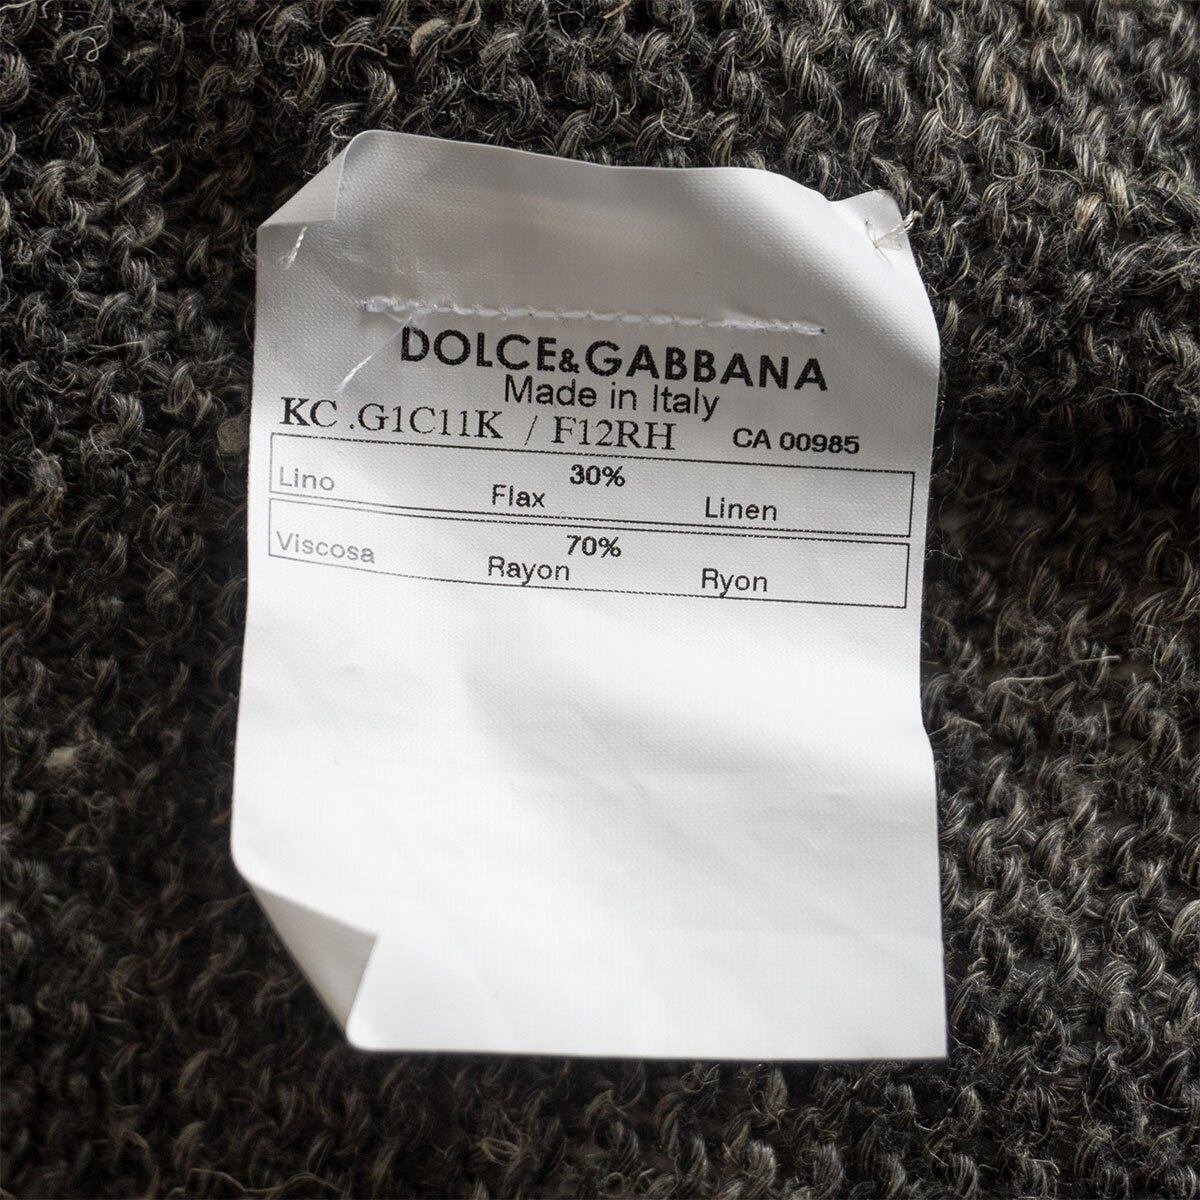 DOLCE&GABBANA
Made in Italy
KC .G1C11K / F12RH CA 00985
30%
Lino Flax Linen
70%
Viscosa Rayon Ryon